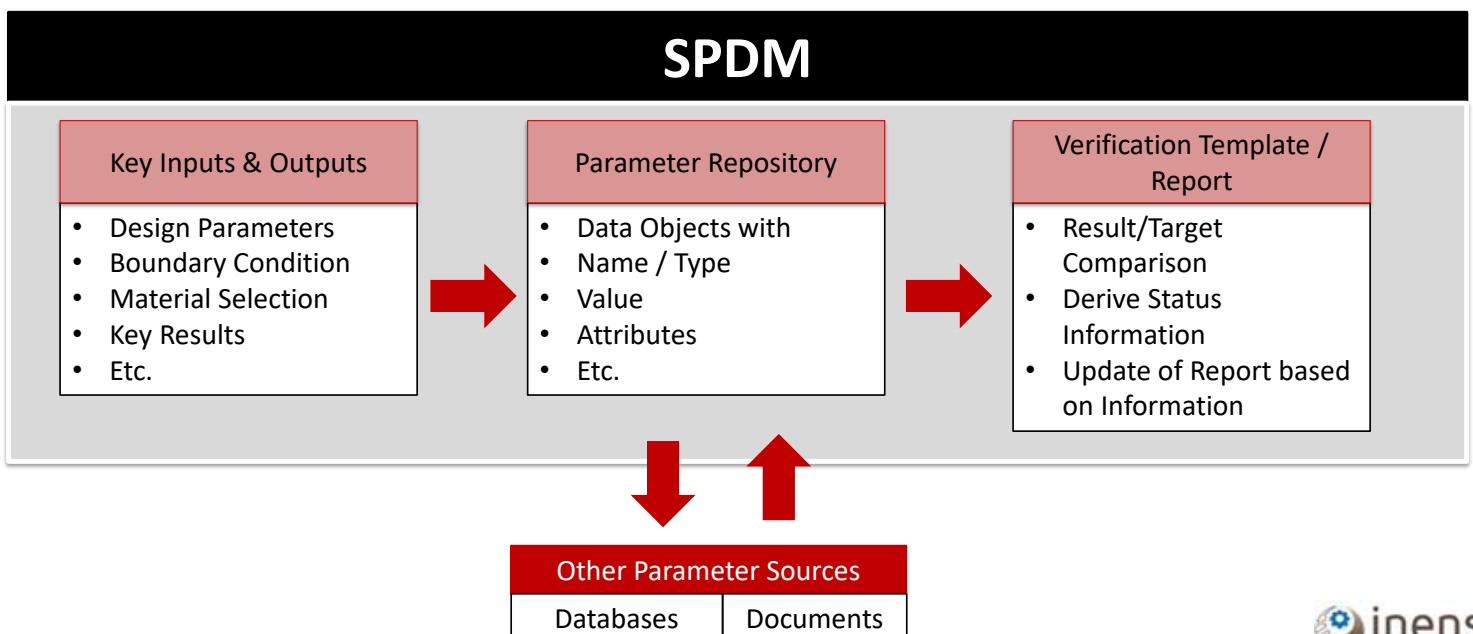 SPDM
Key Inputs & Outputs
• Design Parameters
• Boundary Condition
• Material Selection
• Key Results
• Etc.
Parameter Repository
• Data Objects with
• Name / Type
• Value
• Attributes
• Etc.
Verification Template /
Report
• Result/Target
Comparison
• Derive Status
Information
• Update of Report based
on Information
Other Parameter Sources
Databases
Documents